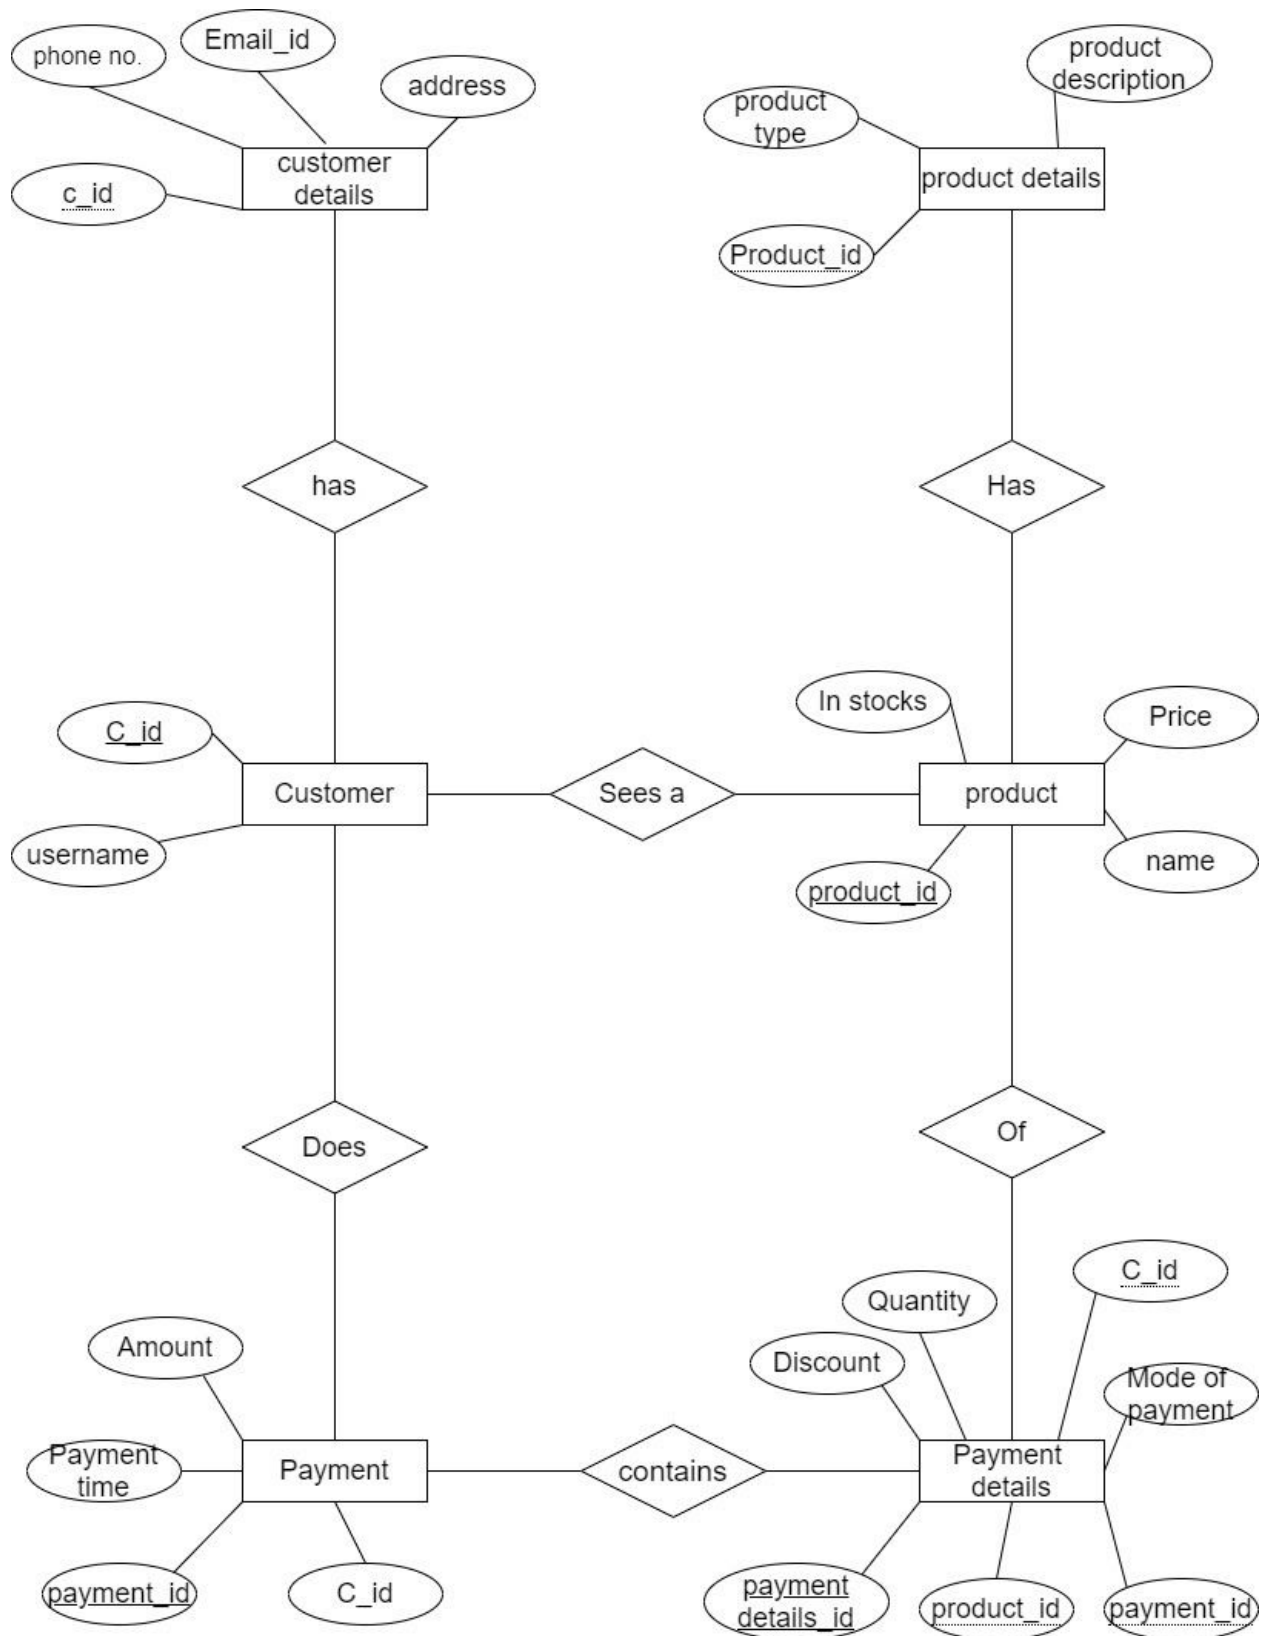 phone no.
Email_id
address
product
description
product
type
customer
details
product details
c_id
Product_id
has
Has
C_id
In stocks
Price
Customer
Sees a
product
username
product_id
name
Does
Of
C_id
Quantity
Amount
Discount
Mode of
payment
Payment
time
Payment
contains
Payment
details
payment_id
C_id
payment
details_id
product_id
payment_id